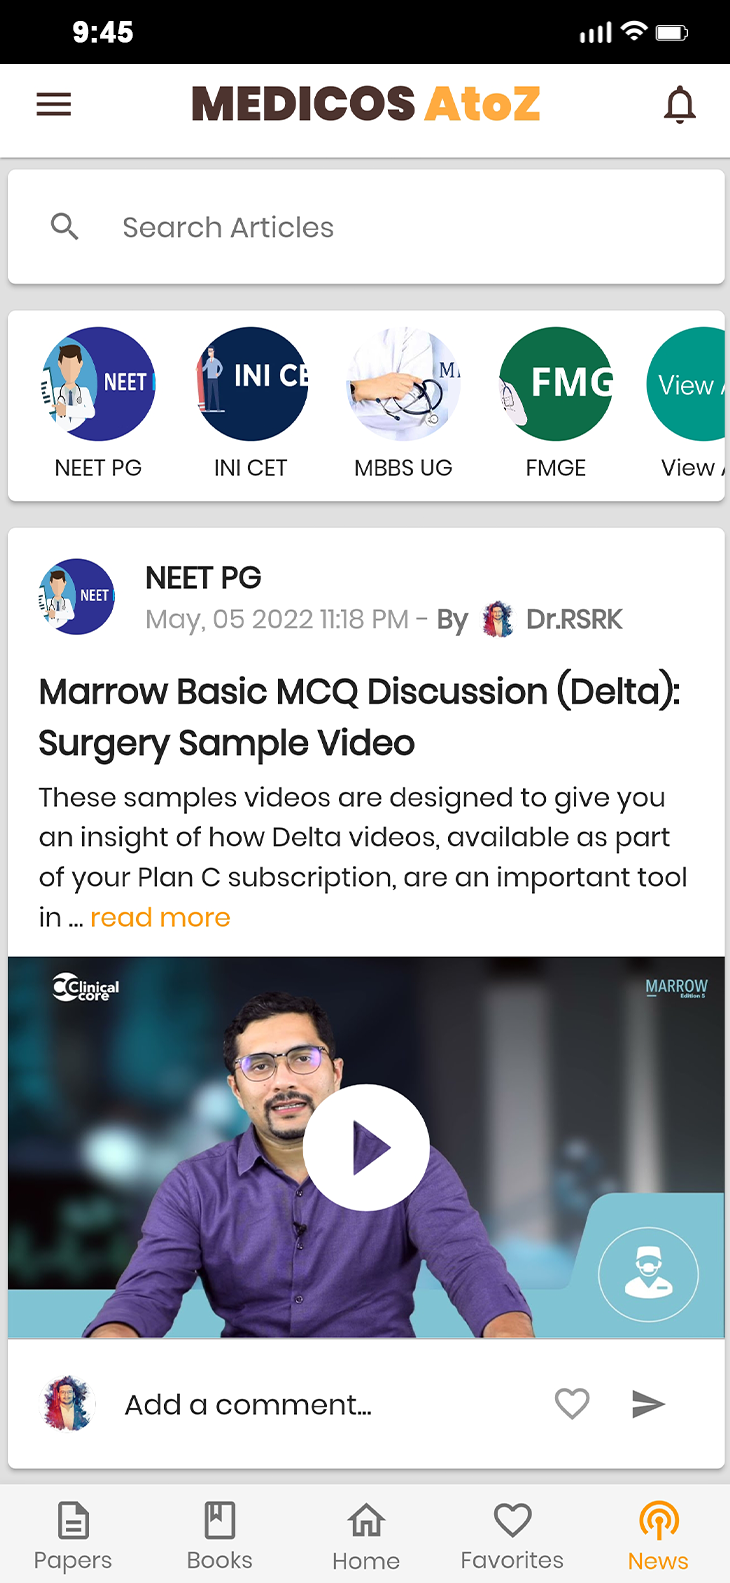 9:45
MEDICOS AtoZ
Search Articles
NEET
INI CE
M
FMG
View
NEET PG
INI CET
MBBS UG
FMGE
View
NEET
NEET PG
May, 05 2022 11:18 PM - By Dr.RSRK
Marrow Basic MCQ Discussion (Delta):
Surgery Sample Video
These samples videos are designed to give you
an insight of how Delta videos, available as part
of your Plan C subscription, are an important tool
in ... read more
Clinical
core
MARROW
Edition 5
Add a comment...
Papers
Books
Home
Favorites
News